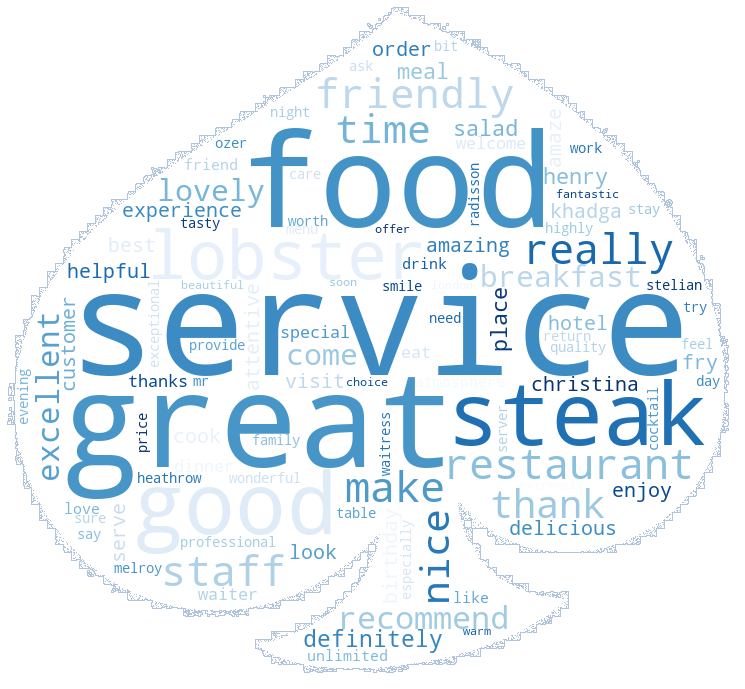 order
bit
ask
meal
friendly
night
time
salad
welcome
amaze
work
ozer
food
friend
care
radisson
henry
fantastic
lovely
experience
tasty
worth
menu
offer
khadga
stay
highly
best
lobster
amazing
really
helpful
drink
breakfast
beautiful
soon
smile
london
stelian
service
exceptional
attentive
customer
excellent
evening
provide
special
need
place
try
hotel
return
quality
feel
come
eat
fry
thanks
mr
visit
choice
atmosphere
christina
day
great
steak
price
cook
family
waitress
server
cocktail
dinner
heathrow
wonderful
restaurant
make
enjoy
good
thank
love
sure
say
serve
table
nice
delicious
professional
look
birthday
especially
melroy
staff
waiter
like
recommend
definitely
warm
unlimited